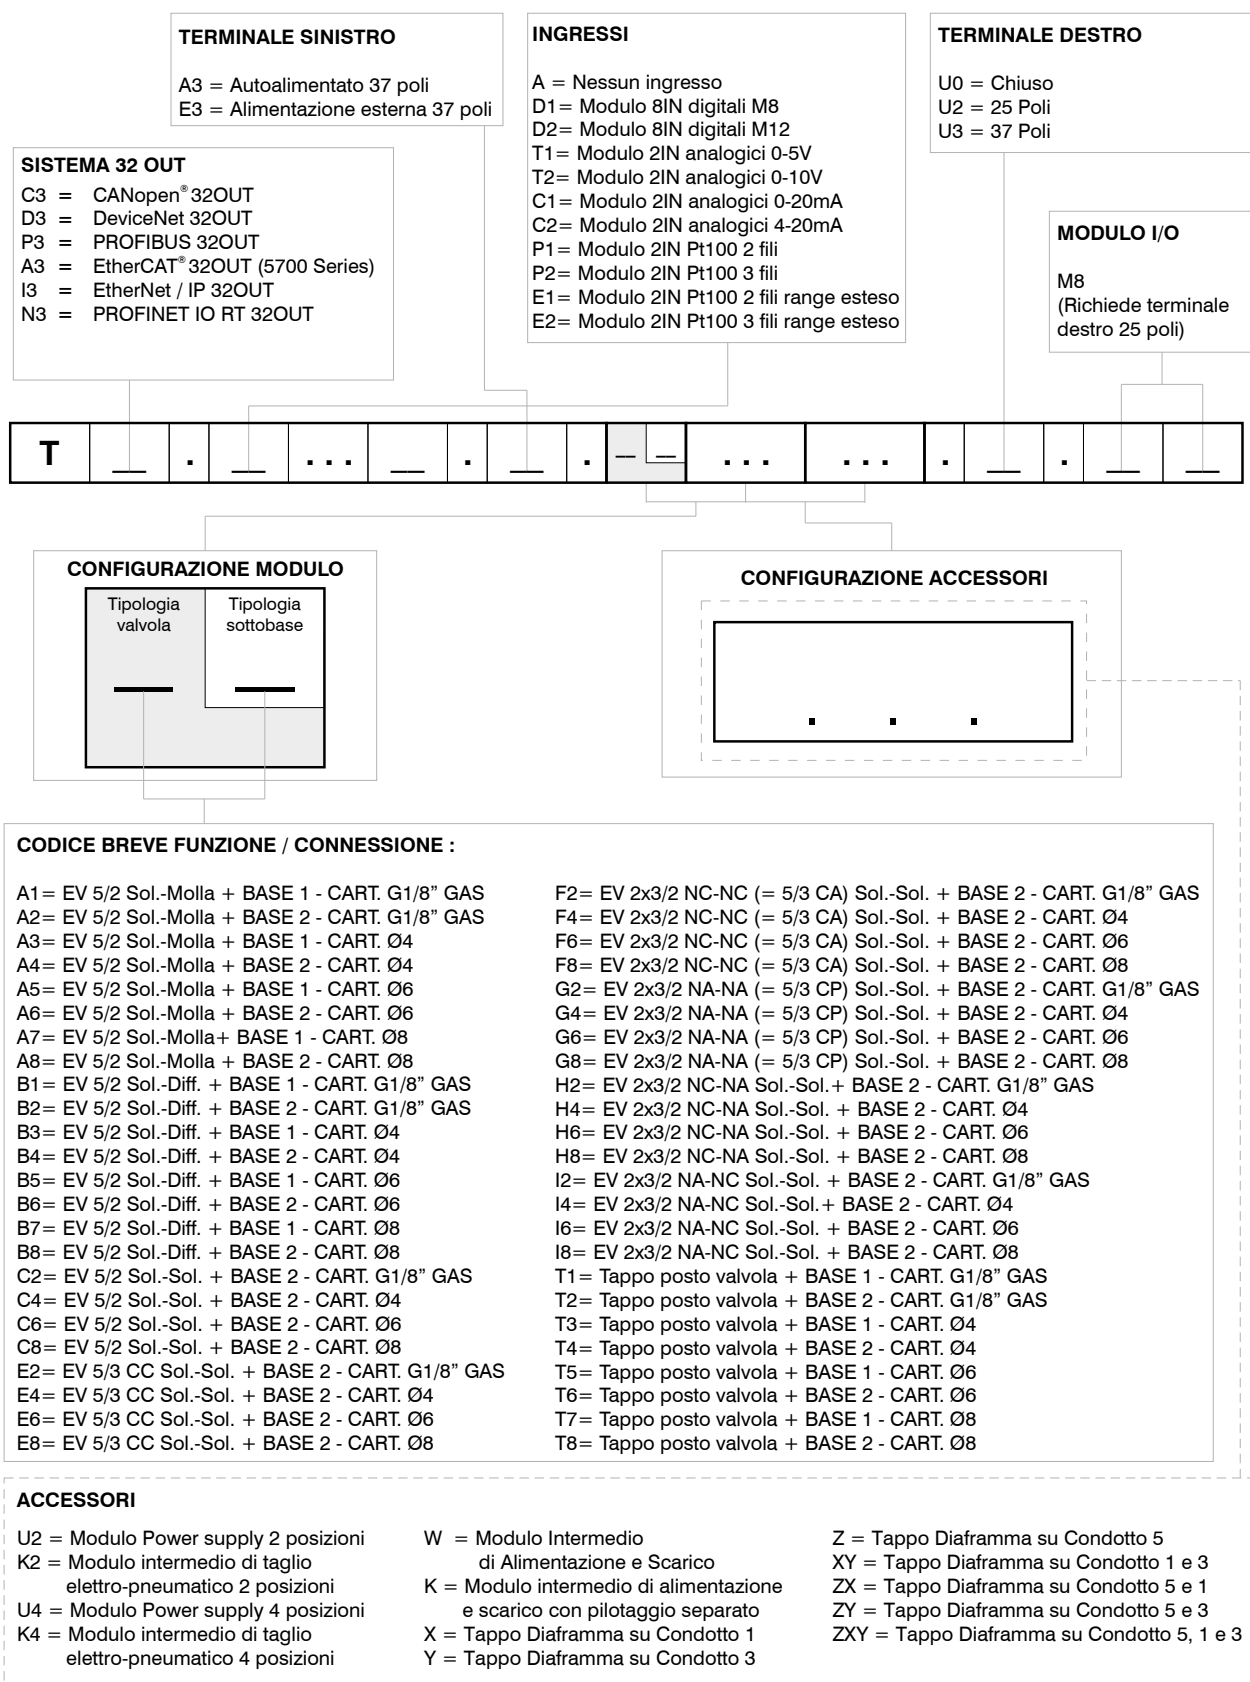 TERMINALE SINISTRO
A3 = Autoalimentato 37 poli
E3 = Alimentazione esterna 37 poli
INGRESSI
A = Nessun ingresso
D1= Modulo 8IN digitali M8
D2= Modulo 8IN digitali M12
T1= Modulo 2IN analogici 0-5V
T2= Modulo 2IN analogici 0-10V
C1= Modulo 2IN analogici 0-20mA
C2= Modulo 2IN analogici 4-20mA
P1= Modulo 2IN Pt100 2 fili
P2= Modulo 2IN Pt100 3 fili
E1= Modulo 2IN Pt100 2 fili range esteso
E2= Modulo 2IN Pt100 3 fili range esteso
TERMINALE DESTRO
U0 = Chiuso
U2 = 25 Poli
U3 = 37 Poli
SISTEMA 32 OUT
C3 = CANopen® 32OUT
D3 = DeviceNet 32OUT
P3 = PROFIBUS 32OUT
A3 = EtherCAT® 32OUT (5700 Series)
I3 = EtherNet / IP 32OUT
N3 = PROFINET IO RT 32OUT
MODULO I/O
M8
(Richiede terminale
destro 25 poli)
T __ . __ ... __ . __ . __ __ ... ... . __ . __ __
CONFIGURAZIONE MODULO
Tipologia
valvola
Tipologia
sottobase
CONFIGURAZIONE ACCESSORI
. . .
CODICE BREVE FUNZIONE / CONNESSIONE :
A1= EV 5/2 Sol.-Molla + BASE 1 - CART. G1/8” GAS
A2= EV 5/2 Sol.-Molla + BASE 2 - CART. G1/8” GAS
A3= EV 5/2 Sol.-Molla + BASE 1 - CART. Ø4
A4= EV 5/2 Sol.-Molla + BASE 2 - CART. Ø4
A5= EV 5/2 Sol.-Molla + BASE 1 - CART. Ø6
A6= EV 5/2 Sol.-Molla + BASE 2 - CART. Ø6
A7= EV 5/2 Sol.-Molla+ BASE 1 - CART. Ø8
A8= EV 5/2 Sol.-Molla + BASE 2 - CART. Ø8
B1= EV 5/2 Sol.-Diff. + BASE 1 - CART. G1/8” GAS
B2= EV 5/2 Sol.-Diff. + BASE 2 - CART. G1/8” GAS
B3= EV 5/2 Sol.-Diff. + BASE 1 - CART. Ø4
B4= EV 5/2 Sol.-Diff. + BASE 2 - CART. Ø4
B5= EV 5/2 Sol.-Diff. + BASE 1 - CART. Ø6
B6= EV 5/2 Sol.-Diff. + BASE 2 - CART. Ø6
B7= EV 5/2 Sol.-Diff. + BASE 1 - CART. Ø8
B8= EV 5/2 Sol.-Diff. + BASE 2 - CART. Ø8
C2= EV 5/2 Sol.-Sol. + BASE 2 - CART. G1/8” GAS
C4= EV 5/2 Sol.-Sol. + BASE 2 - CART. Ø4
C6= EV 5/2 Sol.-Sol. + BASE 2 - CART. Ø6
C8= EV 5/2 Sol.-Sol. + BASE 2 - CART. Ø8
E2= EV 5/3 CC Sol.-Sol. + BASE 2 - CART. G1/8” GAS
E4= EV 5/3 CC Sol.-Sol. + BASE 2 - CART. Ø4
E6= EV 5/3 CC Sol.-Sol. + BASE 2 - CART. Ø6
E8= EV 5/3 CC Sol.-Sol. + BASE 2 - CART. Ø8
F2= EV 2x3/2 NC-NC (= 5/3 CA) Sol.-Sol. + BASE 2 - CART. G1/8” GAS
F4= EV 2x3/2 NC-NC (= 5/3 CA) Sol.-Sol. + BASE 2 - CART. Ø4
F6= EV 2x3/2 NC-NC (= 5/3 CA) Sol.-Sol. + BASE 2 - CART. Ø6
F8= EV 2x3/2 NC-NC (= 5/3 CA) Sol.-Sol. + BASE 2 - CART. Ø8
G2= EV 2x3/2 NA-NA (= 5/3 CP) Sol.-Sol. + BASE 2 - CART. G1/8” GAS
G4= EV 2x3/2 NA-NA (= 5/3 CP) Sol.-Sol. + BASE 2 - CART. Ø4
G6= EV 2x3/2 NA-NA (= 5/3 CP) Sol.-Sol. + BASE 2 - CART. Ø6
G8= EV 2x3/2 NA-NA (= 5/3 CP) Sol.-Sol. + BASE 2 - CART. Ø8
H2= EV 2x3/2 NC-NA Sol.-Sol.+ BASE 2 - CART. G1/8” GAS
H4= EV 2x3/2 NC-NA Sol.-Sol. + BASE 2 - CART. Ø4
H6= EV 2x3/2 NC-NA Sol.-Sol. + BASE 2 - CART. Ø6
H8= EV 2x3/2 NC-NA Sol.-Sol. + BASE 2 - CART. Ø8
I2= EV 2x3/2 NA-NC Sol.-Sol. + BASE 2 - CART. G1/8” GAS
I4= EV 2x3/2 NA-NC Sol.-Sol.+ BASE 2 - CART. Ø4
I6= EV 2x3/2 NA-NC Sol.-Sol. + BASE 2 - CART. Ø6
I8= EV 2x3/2 NA-NC Sol.-Sol. + BASE 2 - CART. Ø8
T1= Tappo posto valvola + BASE 1 - CART. G1/8” GAS
T2= Tappo posto valvola + BASE 2 - CART. G1/8” GAS
T3= Tappo posto valvola + BASE 1 - CART. Ø4
T4= Tappo posto valvola + BASE 2 - CART. Ø4
T5= Tappo posto valvola + BASE 1 - CART. Ø6
T6= Tappo posto valvola + BASE 2 - CART. Ø6
T7= Tappo posto valvola + BASE 1 - CART. Ø8
T8= Tappo posto valvola + BASE 2 - CART. Ø8
ACCESSORI
U2 = Modulo Power supply 2 posizioni
K2 = Modulo intermedio di taglio
elettro-pneumatico 2 posizioni
U4 = Modulo Power supply 4 posizioni
K4 = Modulo intermedio di taglio
elettro-pneumatico 4 posizioni
W = Modulo Intermedio
di Alimentazione e Scarico
K = Modulo intermedio di alimentazione
e scarico con pilotaggio separato
X = Tappo Diaframma su Condotto 1
Y = Tappo Diaframma su Condotto 3
Z = Tappo Diaframma su Condotto 5
XY = Tappo Diaframma su Condotto 1 e 3
ZX = Tappo Diaframma su Condotto 5 e 1
ZY = Tappo Diaframma su Condotto 5 e 3
ZXY = Tappo Diaframma su Condotto 5, 1 e 3